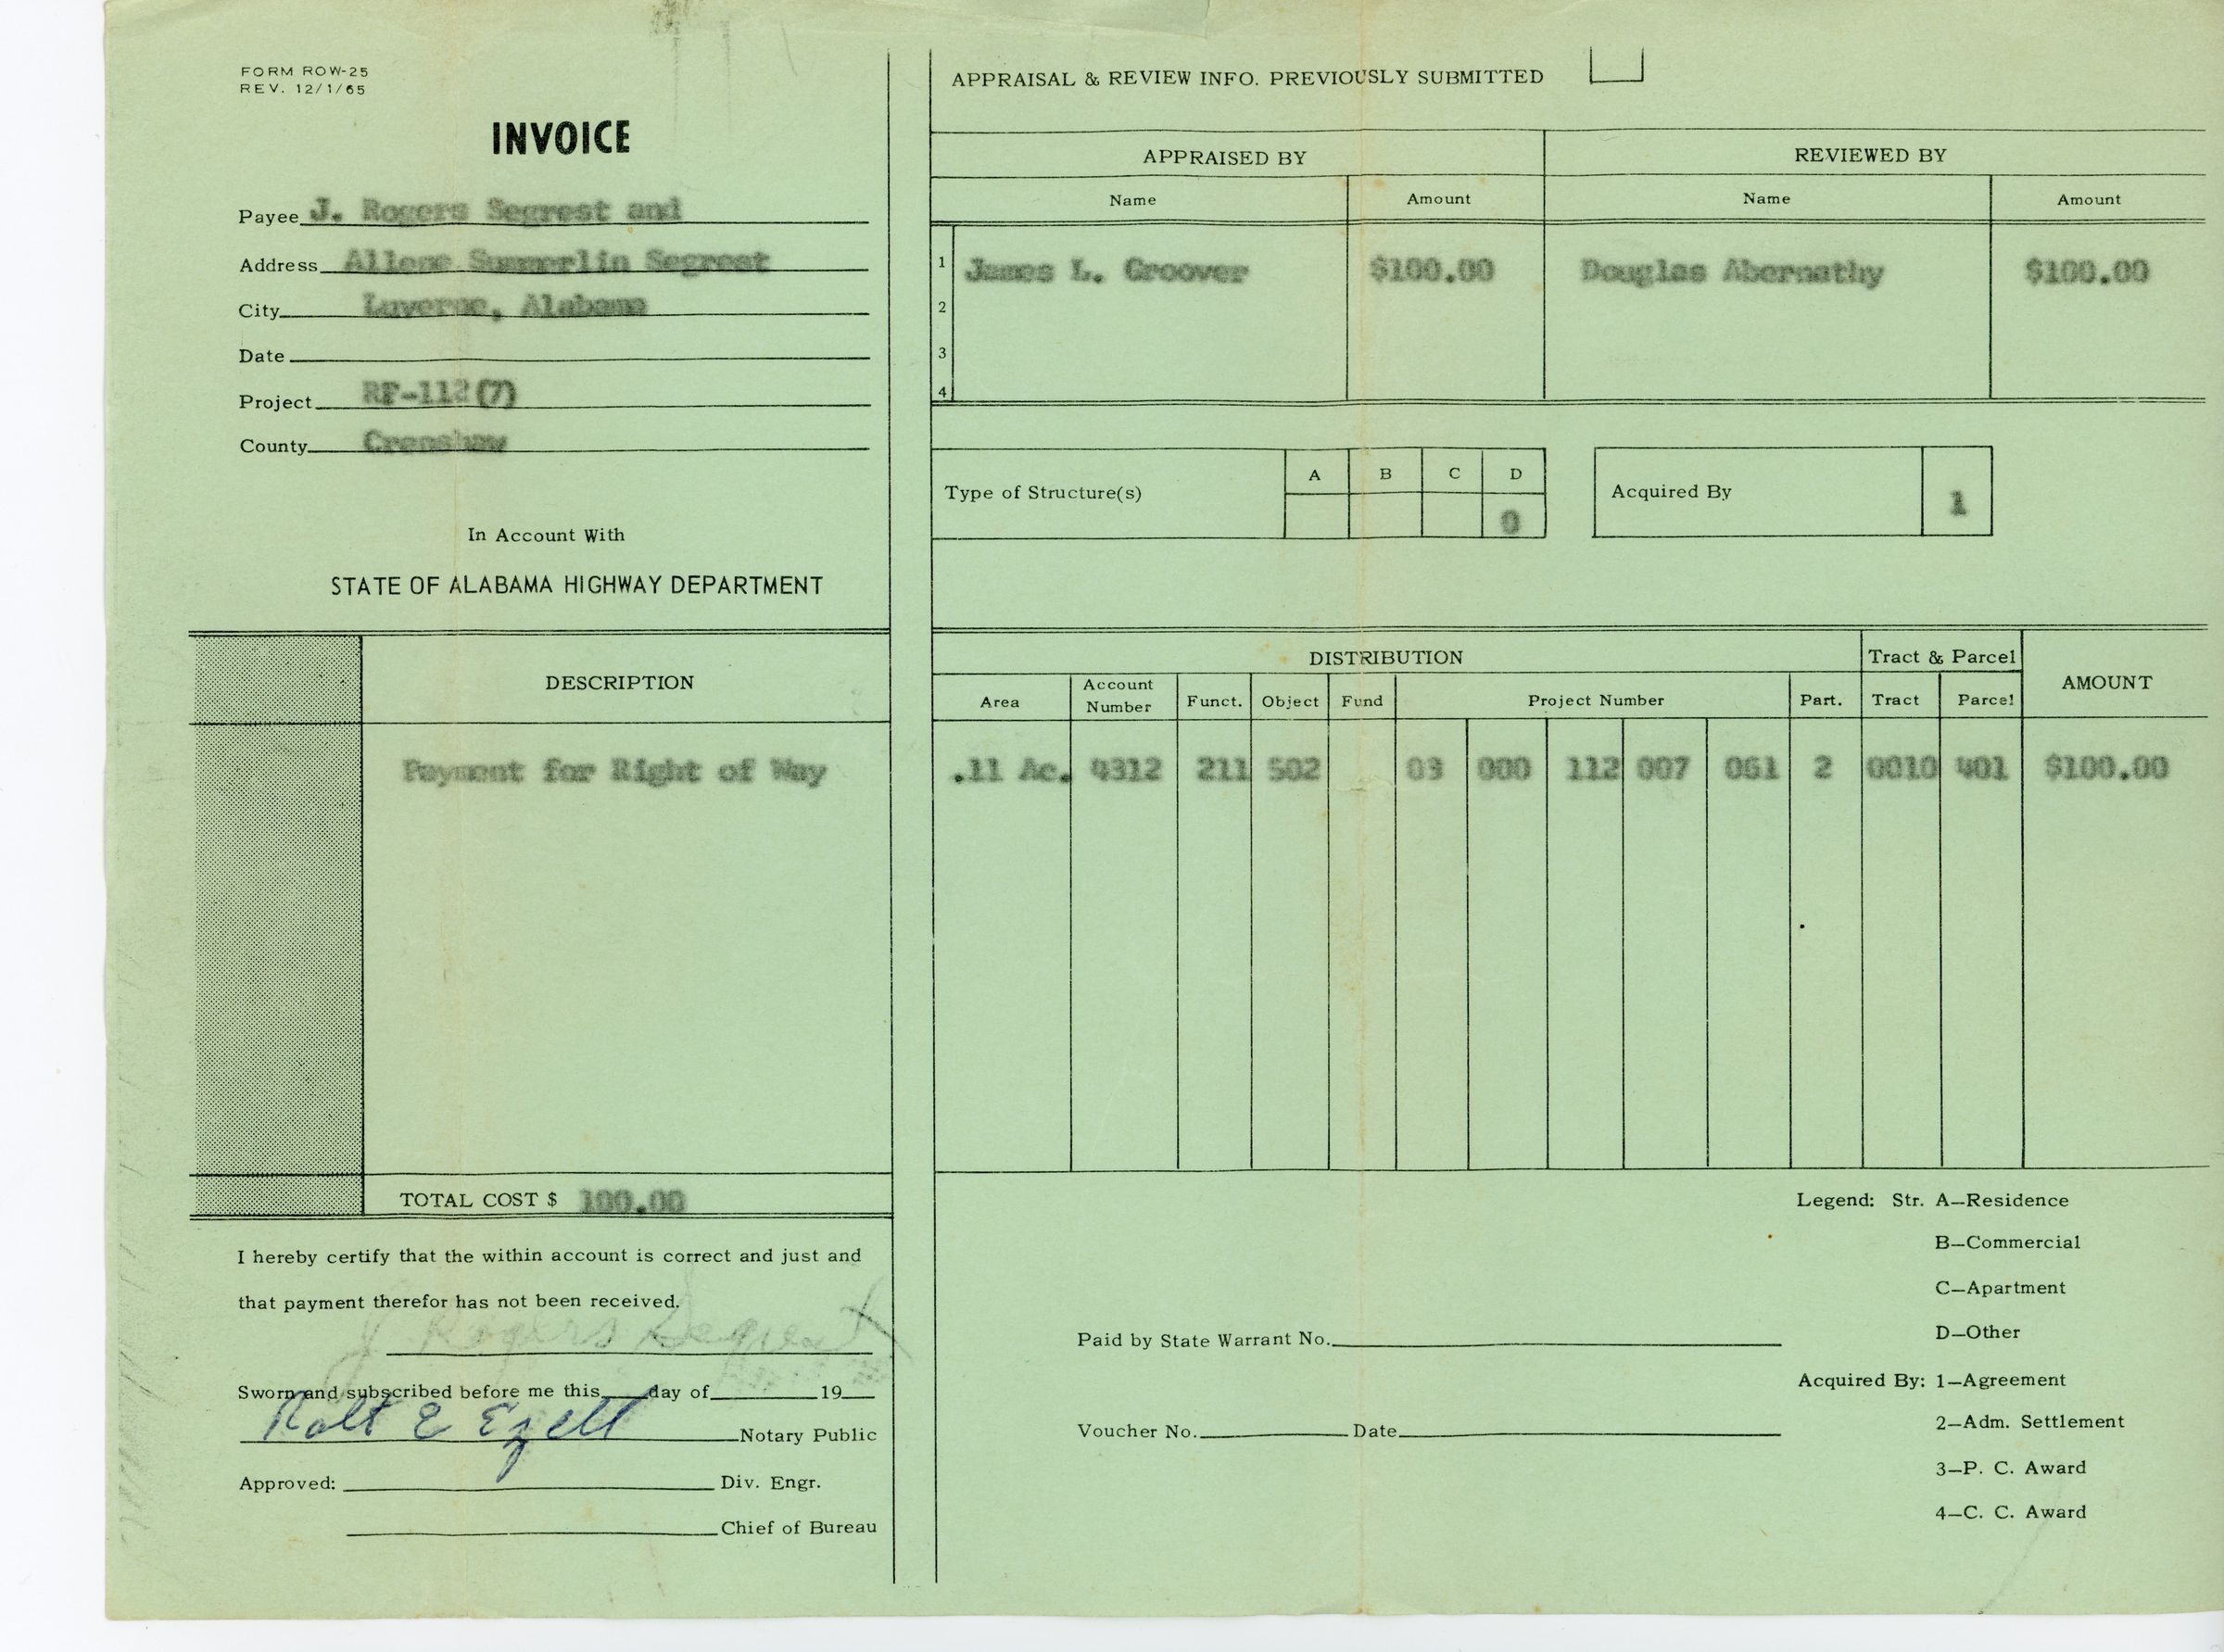 FORM ROW-25
REV. 12/1/65
INVOICE
Payee J. Rogers Segrest and
Address Allene Summerlin Segrest
City Luverne, Alabama
Date
Project RF-112(7)
County Crenshaw
In Account With
STATE OF ALABAMA HIGHWAY DEPARTMENT
DESCRIPTION
Payment for Right of Way
TOTAL COST $ 100.00
I hereby certify that the within account is correct and just and
that payment therefor has not been received.
J Rogers Segrest
Sworn and subscribed before me this day of 19
Rolt E Ezell Notary Public
Approved: Div. Engr.
Chief of Bureau
APPRAISAL & REVIEW INFO. PREVIOUSLY SUBMITTED
APPRAISED BY REVIEWED BY
Name Amount Name Amount
1 James L. Groover $100.00 Douglas Abernathy $100.00
2
3
4
Type of Structure(s) A B C D
0
Acquired By 1
DISTRIBUTION Tract & Parcel AMOUNT
Area Account Number Funct. Object Fund Project Number Part. Tract Parcel
.11 Ac. 4312 211 502 03 000 112 007 061 2 0010 401 $100.00
Legend: Str. A—Residence
B—Commercial
C—Apartment
D—Other
Paid by State Warrant No.
Acquired By: 1—Agreement
2—Adm. Settlement
Voucher No. Date
3—P. C. Award
4—C. C. Award